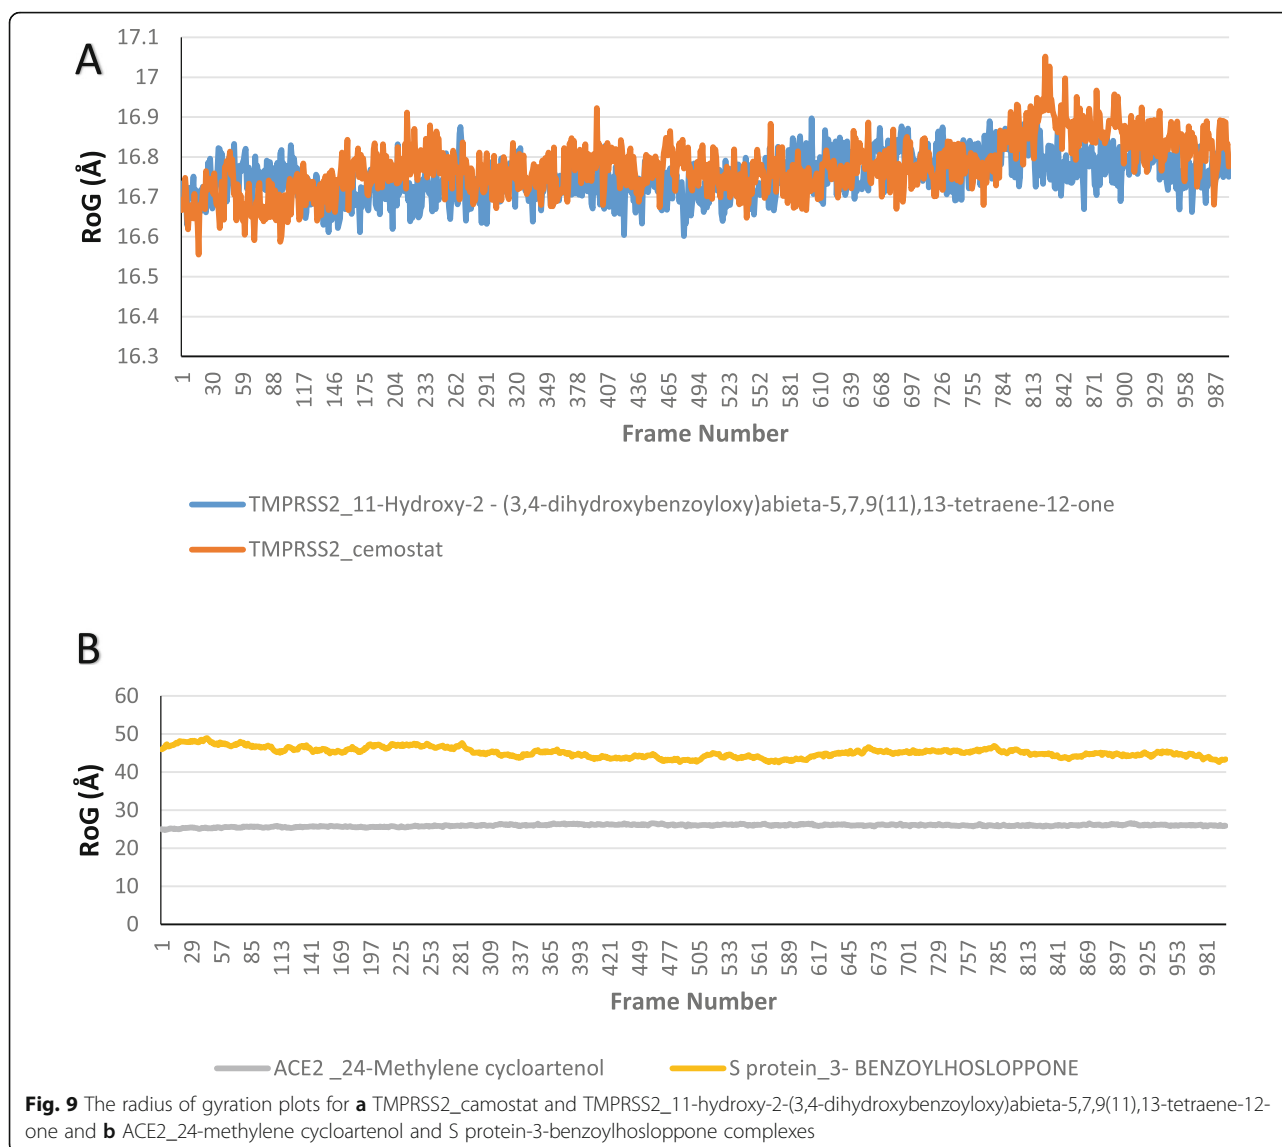 A
17.1
17
16.9
16.8
16.7
16.6
16.5
16.4
16.3
RoG (Å)
1 30 59 88 117 146 175 204 233 262 291 320 349 378 407 436 465 494 523 552 581 610 639 668 697 726 755 784 813 842 871 900 929 958 987
Frame Number
TMPRSS2_11-Hydroxy-2 - (3,4-dihydroxybenzoyloxy)abieta-5,7,9(11),13-tetraene-12-one
TMPRSS2_cemostat
B
60
50
40
30
20
10
0
RoG (Å)
1 29 57 85 113 141 169 197 225 253 281 309 337 365 393 421 449 477 505 533 561 589 617 645 673 701 729 757 785 813 841 869 897 925 953 981
Frame Number
ACE2 _24-Methylene cycloartenol S protein_3- BENZOYLHOSLOPPONE
Fig. 9 The radius of gyration plots for a TMPRSS2_camostat and TMPRSS2_11-hydroxy-2-(3,4-dihydroxybenzoyloxy)abieta-5,7,9(11),13-tetraene-12-
one and b ACE2_24-methylene cycloartenol and S protein-3-benzoylhosloppone complexes